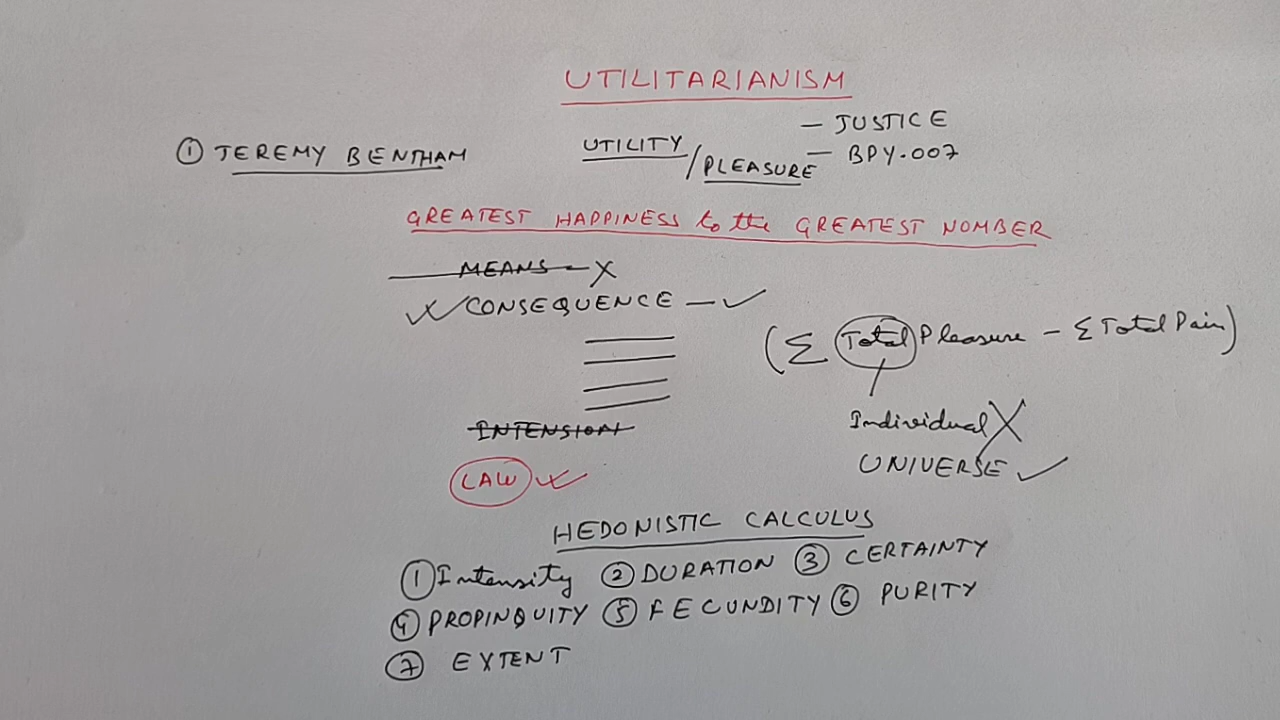 UTILITARIANISM
① JEREMY BENTHAM
UTILITY / PLEASURE
— JUSTICE
— BPY-007
GREATEST HAPPINESS to the GREATEST NOMBER
MEANS - X
CONSEQUENCE —
(Σ Total Pleasure - Σ Total Pain)
INTENSION
Individual X
UNIVERSE
LAW
HEDONISTIC CALCULUS
① Intensity ② DURATION ③ CERTAINTY
④ PROPINQUITY ⑤ FECUNDITY ⑥ PURITY
⑦ EXTENT